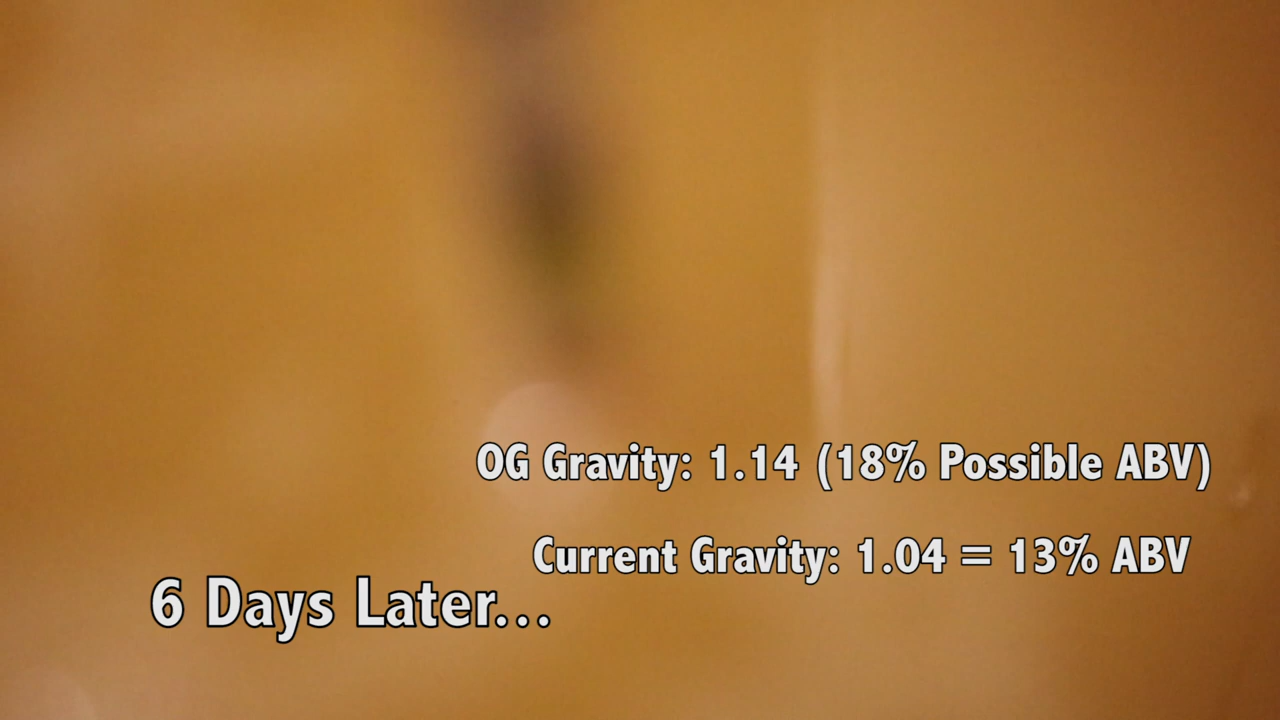 OG Gravity: 1.14 (18% Possible ABV)
Current Gravity: 1.04 = 13% ABV
6 Days Later...